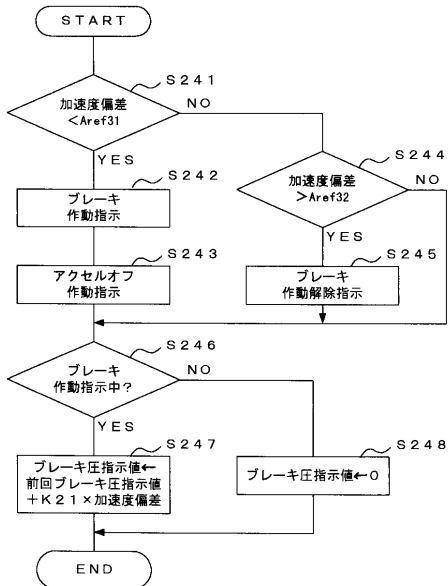 START
S241
加速度偏差
＜Aref31
NO
YES
S242
ブレーキ
作動指示
S243
アクセルオフ
作動指示
S244
加速度偏差
＞Aref32
NO
YES
S245
ブレーキ
作動解除指示
S246
ブレーキ
作動指示中？
NO
YES
S247
ブレーキ圧指示値←
前回ブレーキ圧指示値
＋K21×加速度偏差
S248
ブレーキ圧指示値←0
END